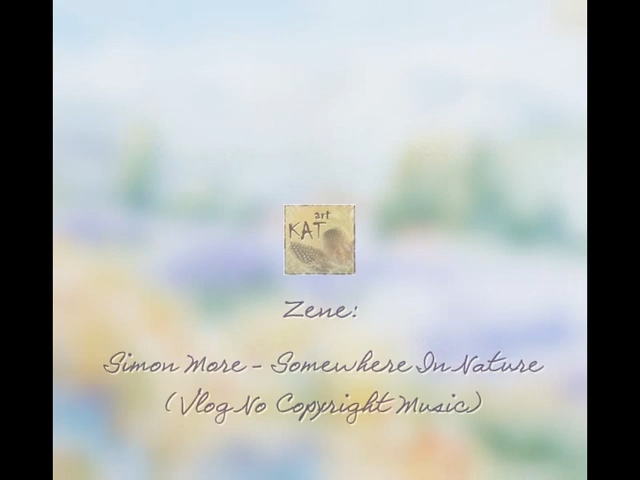 art
KAT
Zene:
Simon More - Somewhere In Nature
(Vlog No Copyright Music)